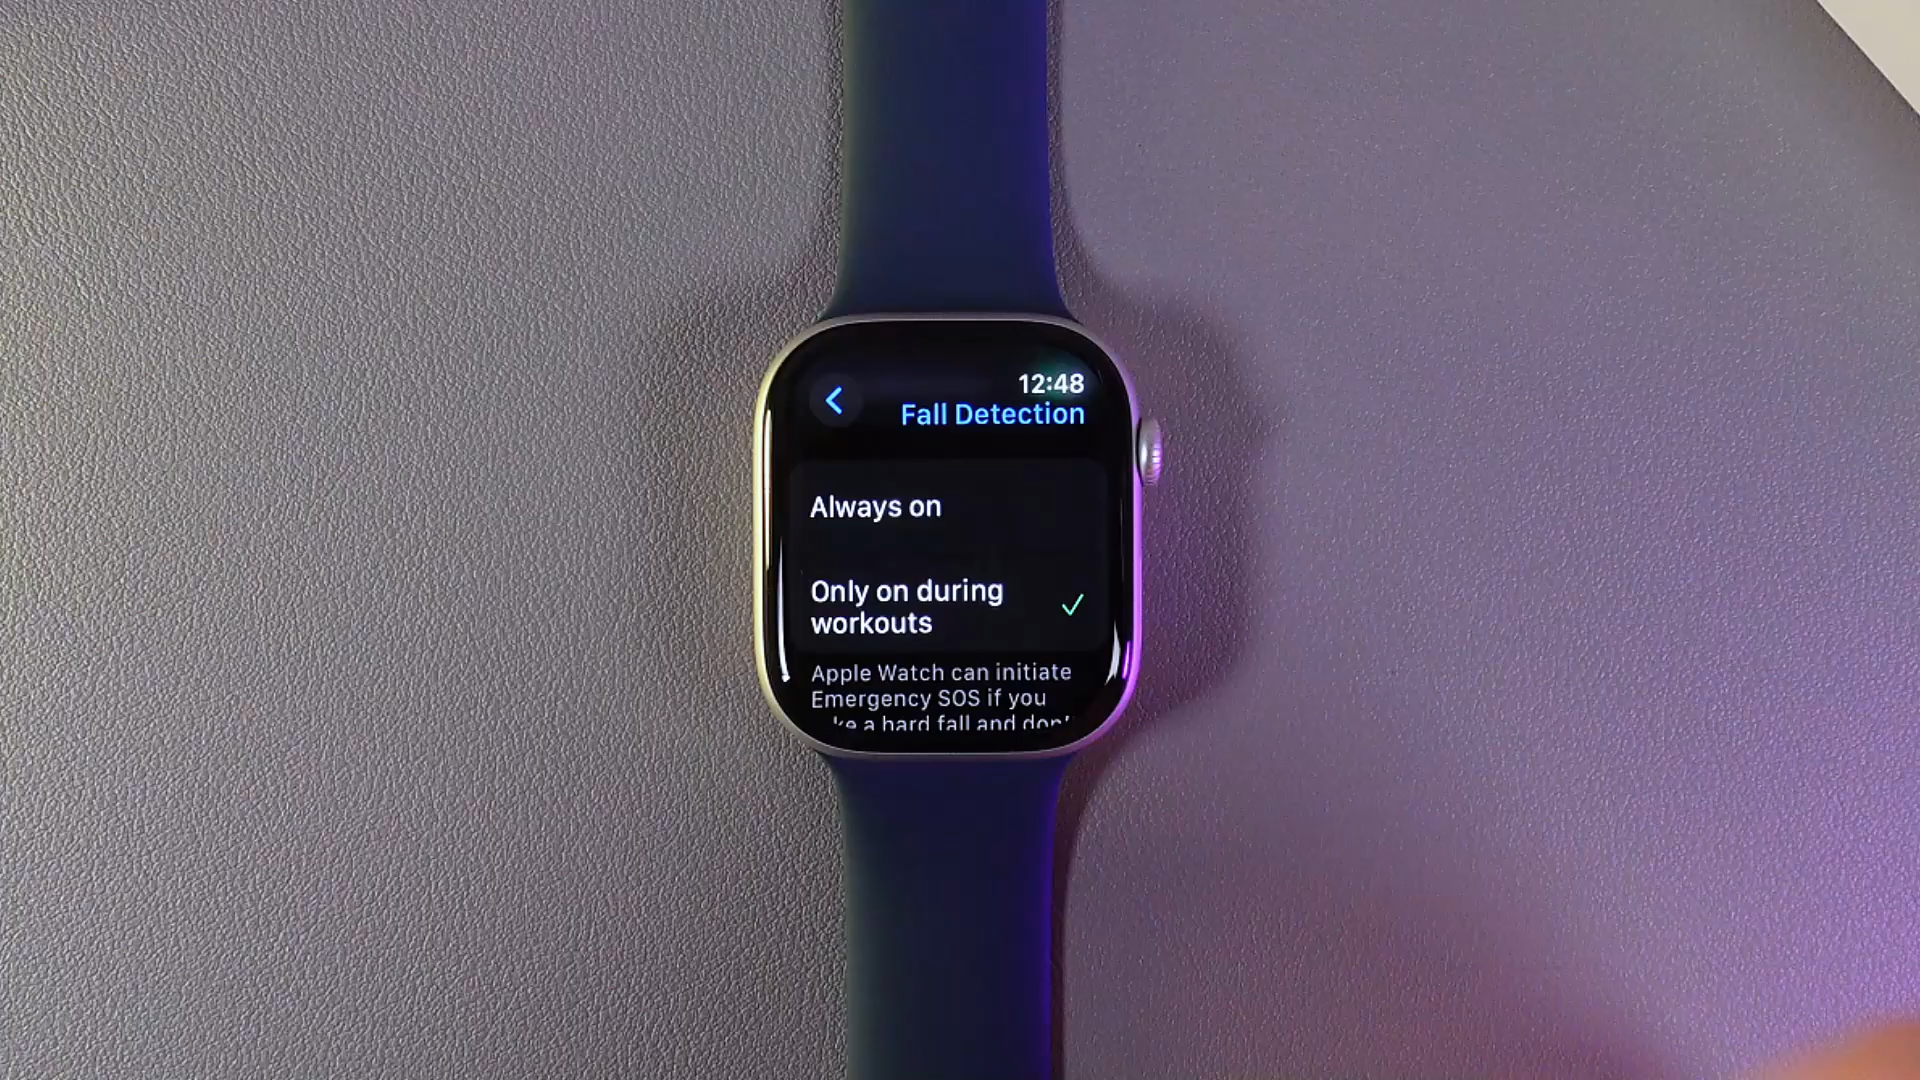 12:48
Fall Detection
Always on
Only on during
workouts
Apple Watch can initiate
Emergency SOS if you
a hard fall and don'